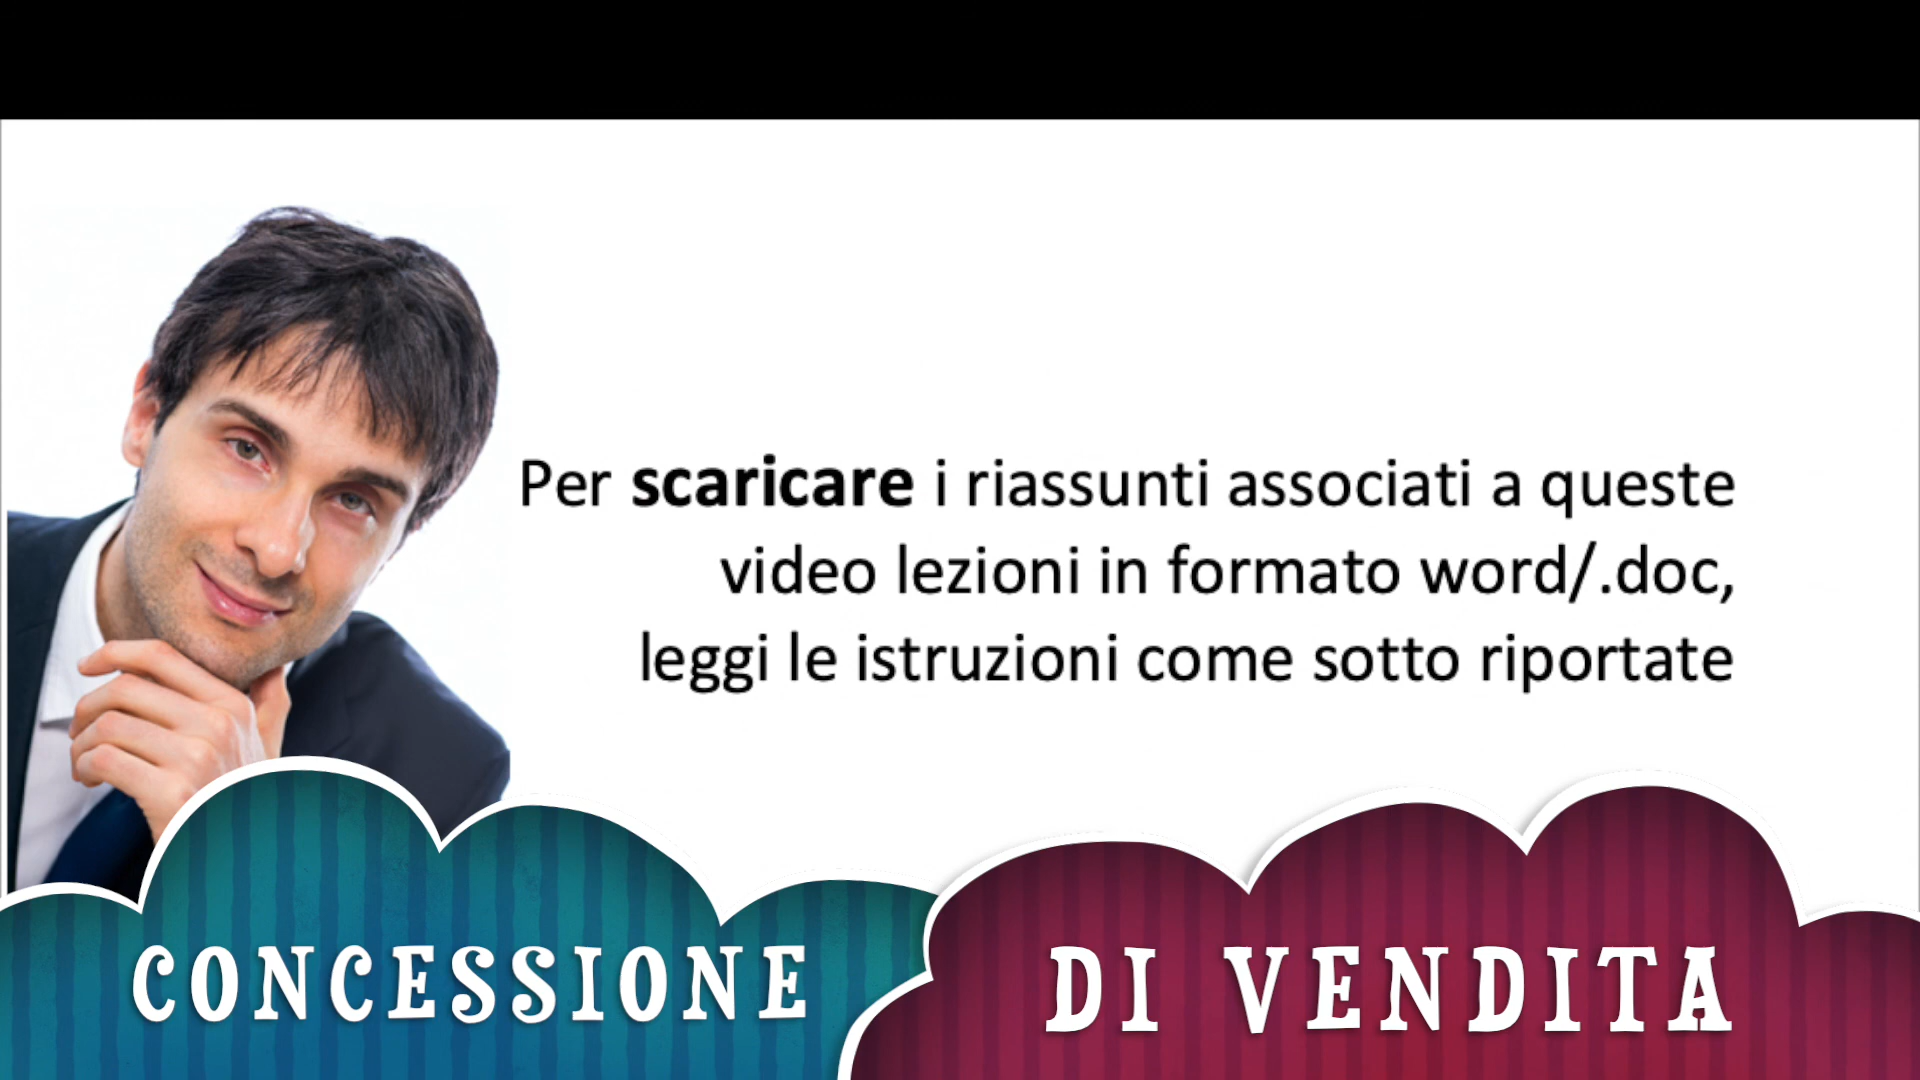 Per scaricare i riassunti associati a queste
video lezioni in formato word/.doc,
leggi le istruzioni come sotto riportate
CONCESSIONE DI VENDITA